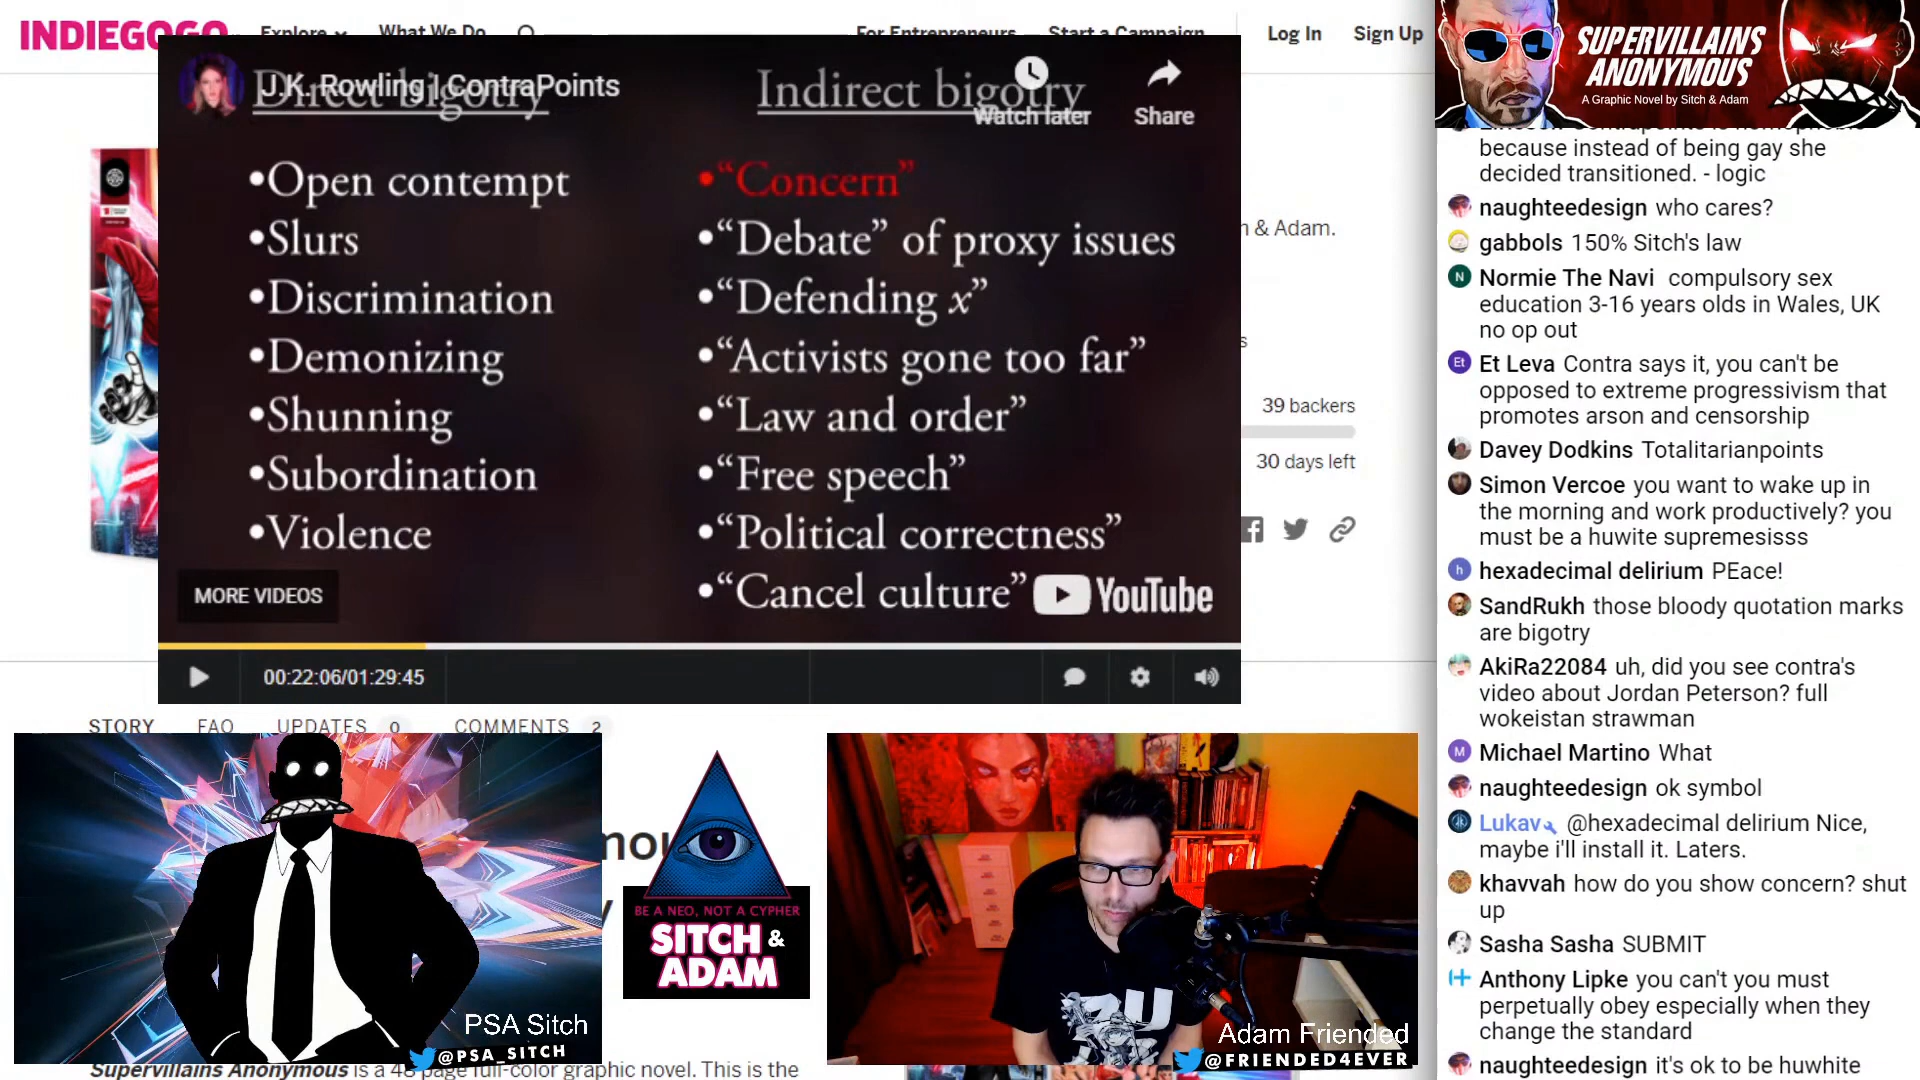 INDIEGOGO
Explore
What We Do
For Entrepreneurs
Start a Campaign
Log In
Sign Up
J.K. Rowling | ContraPoints
Direct bigotry
Indirect bigotry
Watch later
Share
•Open contempt
•Slurs
•Discrimination
•Demonizing
•Shunning
•Subordination
•Violence
•“Concern”
•“Debate” of proxy issues
•“Defending x”
•“Activists gone too far”
•“Law and order”
•“Free speech”
•“Political correctness”
•“Cancel culture”
YouTube
MORE VIDEOS
00:22:06/01:29:45
& Adam.
39 backers
30 days left
STORY
FAQ
UPDATES 0
COMMENTS 2
BE A NEO, NOT A CYPHER
SITCH &
ADAM
PSA Sitch
@PSA_SITCH
Adam Friended
@FRIENDED4EVER
Supervillains Anonymous is a 48 page full-color graphic novel. This is the
SUPERVILLAINS
ANONYMOUS
A Graphic Novel by Sitch & Adam
because instead of being gay she
decided transitioned. - logic
naughteedesign who cares?
gabbols 150% Sitch's law
N Normie The Navi compulsory sex
education 3-16 years olds in Wales, UK
no op out
Et Et Leva Contra says it, you can't be
opposed to extreme progressivism that
promotes arson and censorship
Davey Dodkins Totalitarianpoints
Simon Vercoe you want to wake up in
the morning and work productively? you
must be a huwite supremesisss
h hexadecimal delirium PEace!
SandRukh those bloody quotation marks
are bigotry
AkiRa22084 uh, did you see contra's
video about Jordan Peterson? full
wokeistan strawman
M Michael Martino What
naughteedesign ok symbol
Lukav @hexadecimal delirium Nice,
maybe i'll install it. Laters.
khavvah how do you show concern? shut
up
Sasha Sasha SUBMIT
Anthony Lipke you can't you must
perpetually obey especially when they
change the standard
naughteedesign it's ok to be huwhite